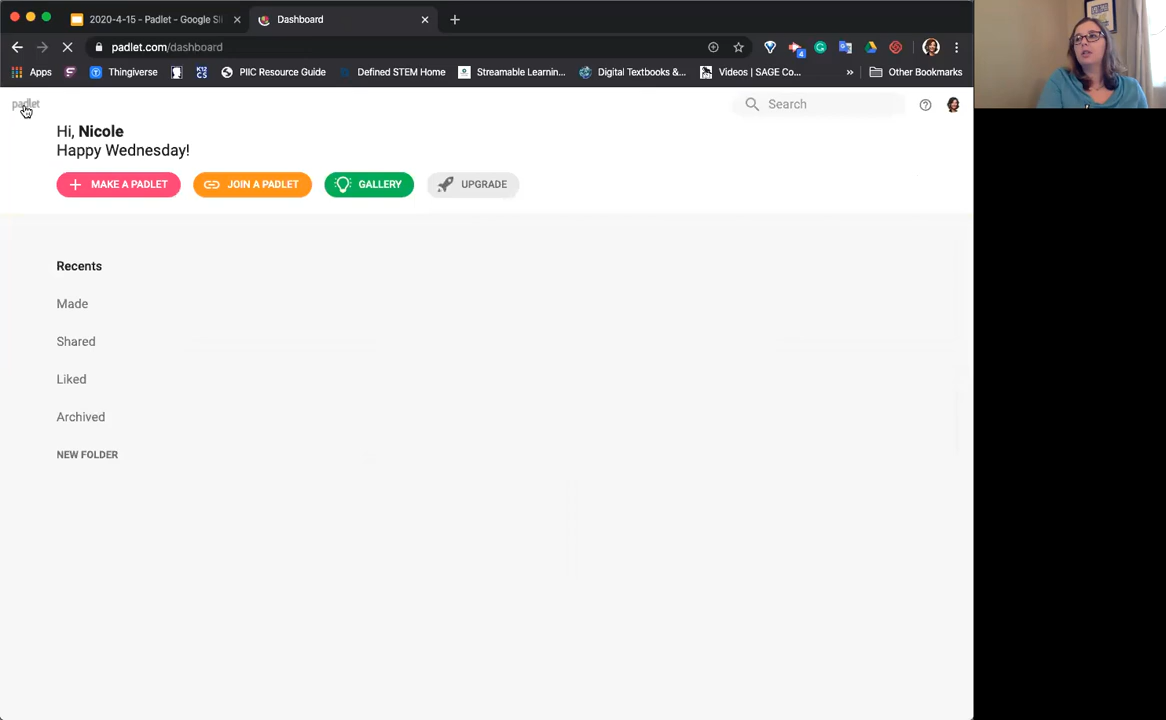 2020-4-15 - Padlet - Google Sli
Dashboard
padlet.com/dashboard
Apps
Thingiverse
PIIC Resource Guide
Defined STEM Home
Streamable Learnin...
Digital Textbooks &...
Videos | SAGE Co...
»
Other Bookmarks
padlet
Search
Hi, Nicole
Happy Wednesday!
MAKE A PADLET
JOIN A PADLET
GALLERY
UPGRADE
Recents
Made
Shared
Liked
Archived
NEW FOLDER